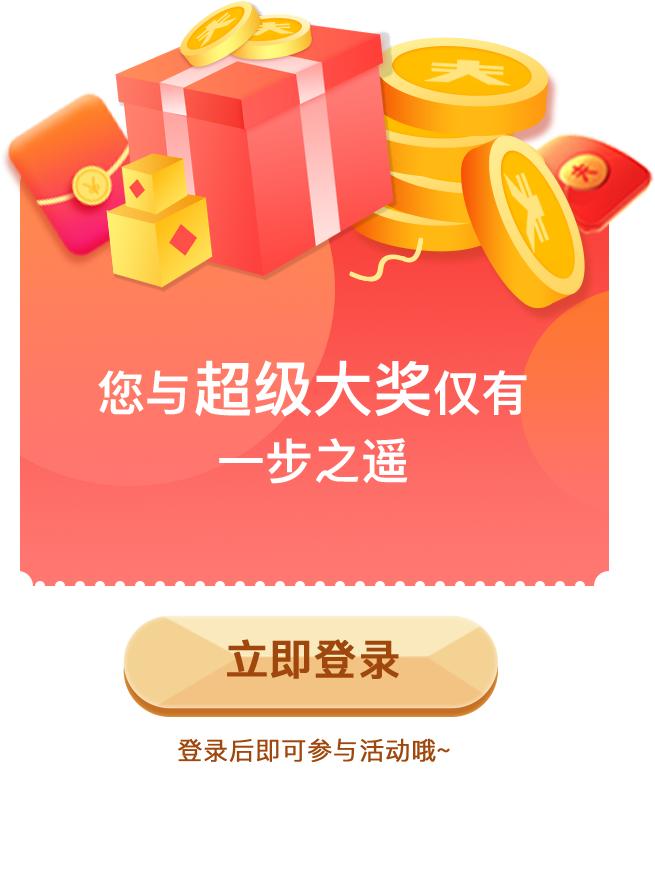 您与超级大奖仅有
一步之遥
立即登录
登录后即可参与活动哦~